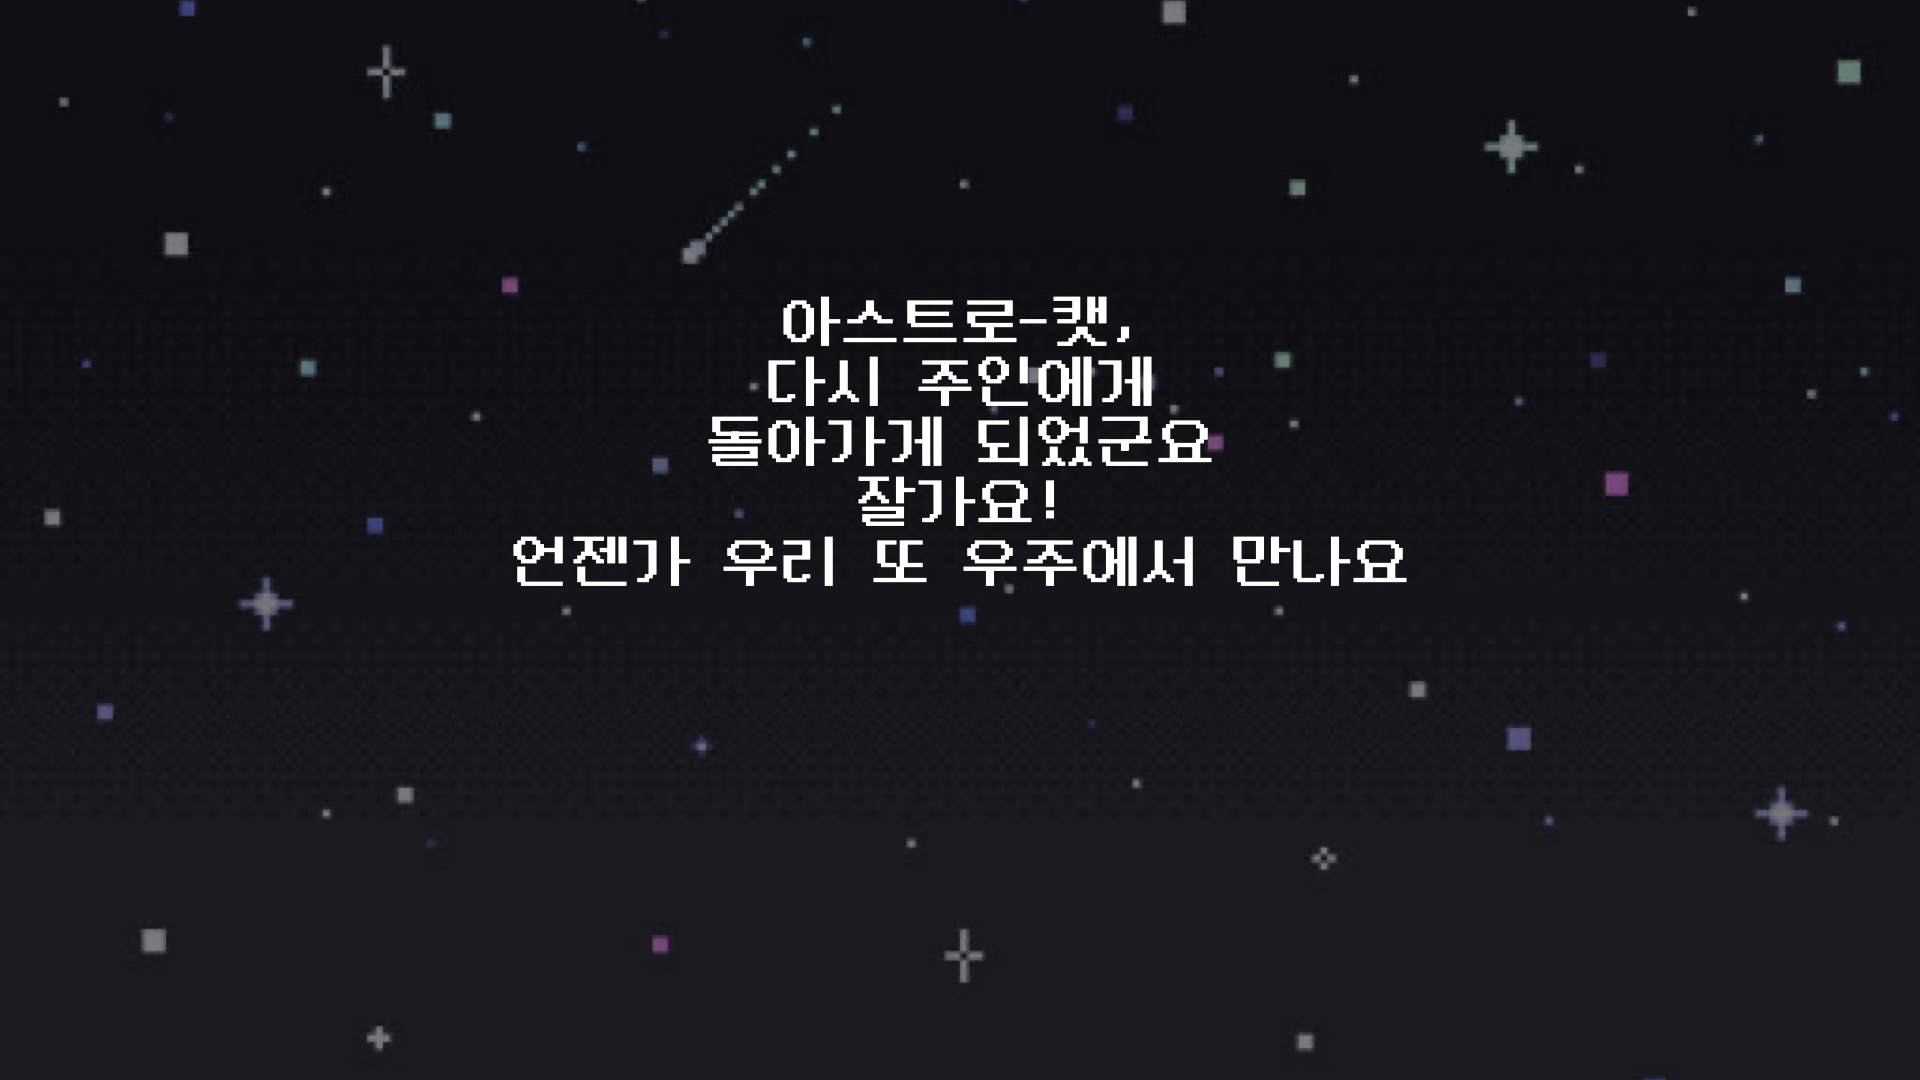 아스트로-캣,
다시 주인에게
돌아가게 되었군요
잘가요!
언젠가 우리 또 우주에서 만나요